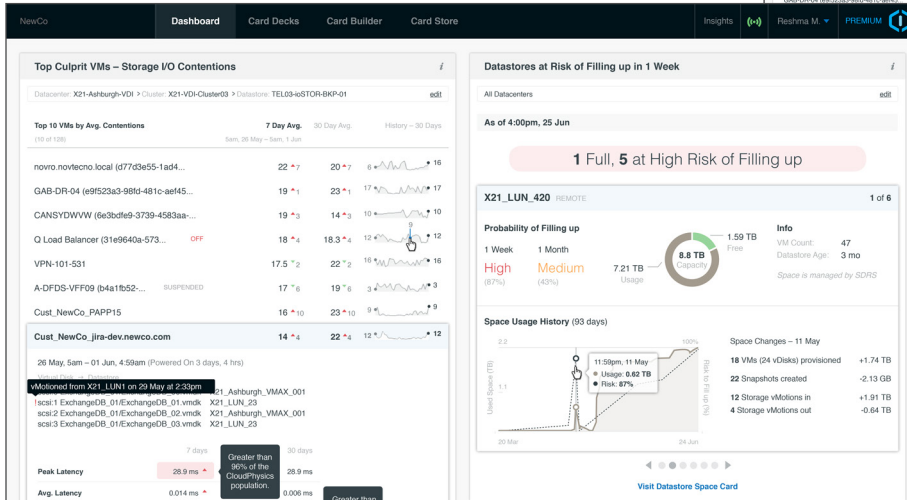 GAB-DR-04 (e9f523a3-98fd-481c-aef45...
NewCo Dashboard Card Decks Card Builder Card Store Insights Reshma M. PREMIUM
Top Culprit VMs – Storage I/O Contentions i
Datacenter: X21-Ashburgh-VDI > Cluster: X21-VDI-Cluster03 > Datastore: TEL03-ioSTOR-BKP-01 edit
Top 10 VMs by Avg. Contentions 7 Day Avg. 30 Day Avg. History – 30 Days
(10 of 128) 5am, 26 May – 5am, 1 Jun
novro.novtecno.local (d77d3e55-1ad4... 22 7 20 7 6 16
GAB-DR-04 (e9f523a3-98fd-481c-aef45... 19 1 23 1 17 17
CANSYDWVW (6e3bdfe9-3739-4583aa-... 19 3 14 3 10 10
9
Q Load Balancer (31e9640a-573... OFF 18 4 18.3 4 12 12
VPN-101-531 17.5 2 22 2 16 16
A-DFDS-VFF09 (b4a1fb52-... SUSPENDED 17 6 19 6 3 3
Cust_NewCo_PAPP15 16 10 23 10 9 9
Cust_NewCo_jira-dev.newco.com 14 4 22 4 12 12
26 May, 5am – 01 Jun, 4:59am (Powered On 3 days, 4 hrs)
Virtual Disk → Datastore
vMotioned from X21_LUN1 on 29 May at 2:33pm
X21_Ashburgh_VMAX_001
scsi:1 ExchangeDB_01/ExchangeDB_01.vmdk X21_LUN_23
scsi:2 ExchangeDB_01/ExchangeDB_02.vmdk X21_Ashburgh_VMAX_001
scsi:3 ExchangeDB_01/ExchangeDB_03.vmdk X21_LUN_23
7 days 30 days
Peak Latency 28.9 ms 28.9 ms
Greater than
96% of the
CloudPhysics
population.
Avg. Latency 0.014 ms 0.006 ms
Greater than
Datastores at Risk of Filling up in 1 Week i
All Datacenters edit
As of 4:00pm, 25 Jun
1 Full, 5 at High Risk of Filling up
X21_LUN_420 REMOTE 1 of 6
Probability of Filling up
1 Week 1 Month
High Medium
(87%) (43%)
7.21 TB
Usage
8.8 TB
Capacity
1.59 TB
Free
Info
VM Count: 47
Datastore Age: 3 mo
Space is managed by SDRS
Space Usage History (93 days)
2.2 100%
Used Space (TB)
1.1
Risk to Fill up (%)
11:59pm, 11 May
Usage: 0.62 TB
Risk: 87%
20 Mar 24 Jun
Space Changes – 11 May
18 VMs (24 vDisks) provisioned +1.74 TB
22 Snapshots created -2.13 GB
12 Storage vMotions in +1.91 TB
4 Storage vMotions out -0.64 TB
Visit Datastore Space Card